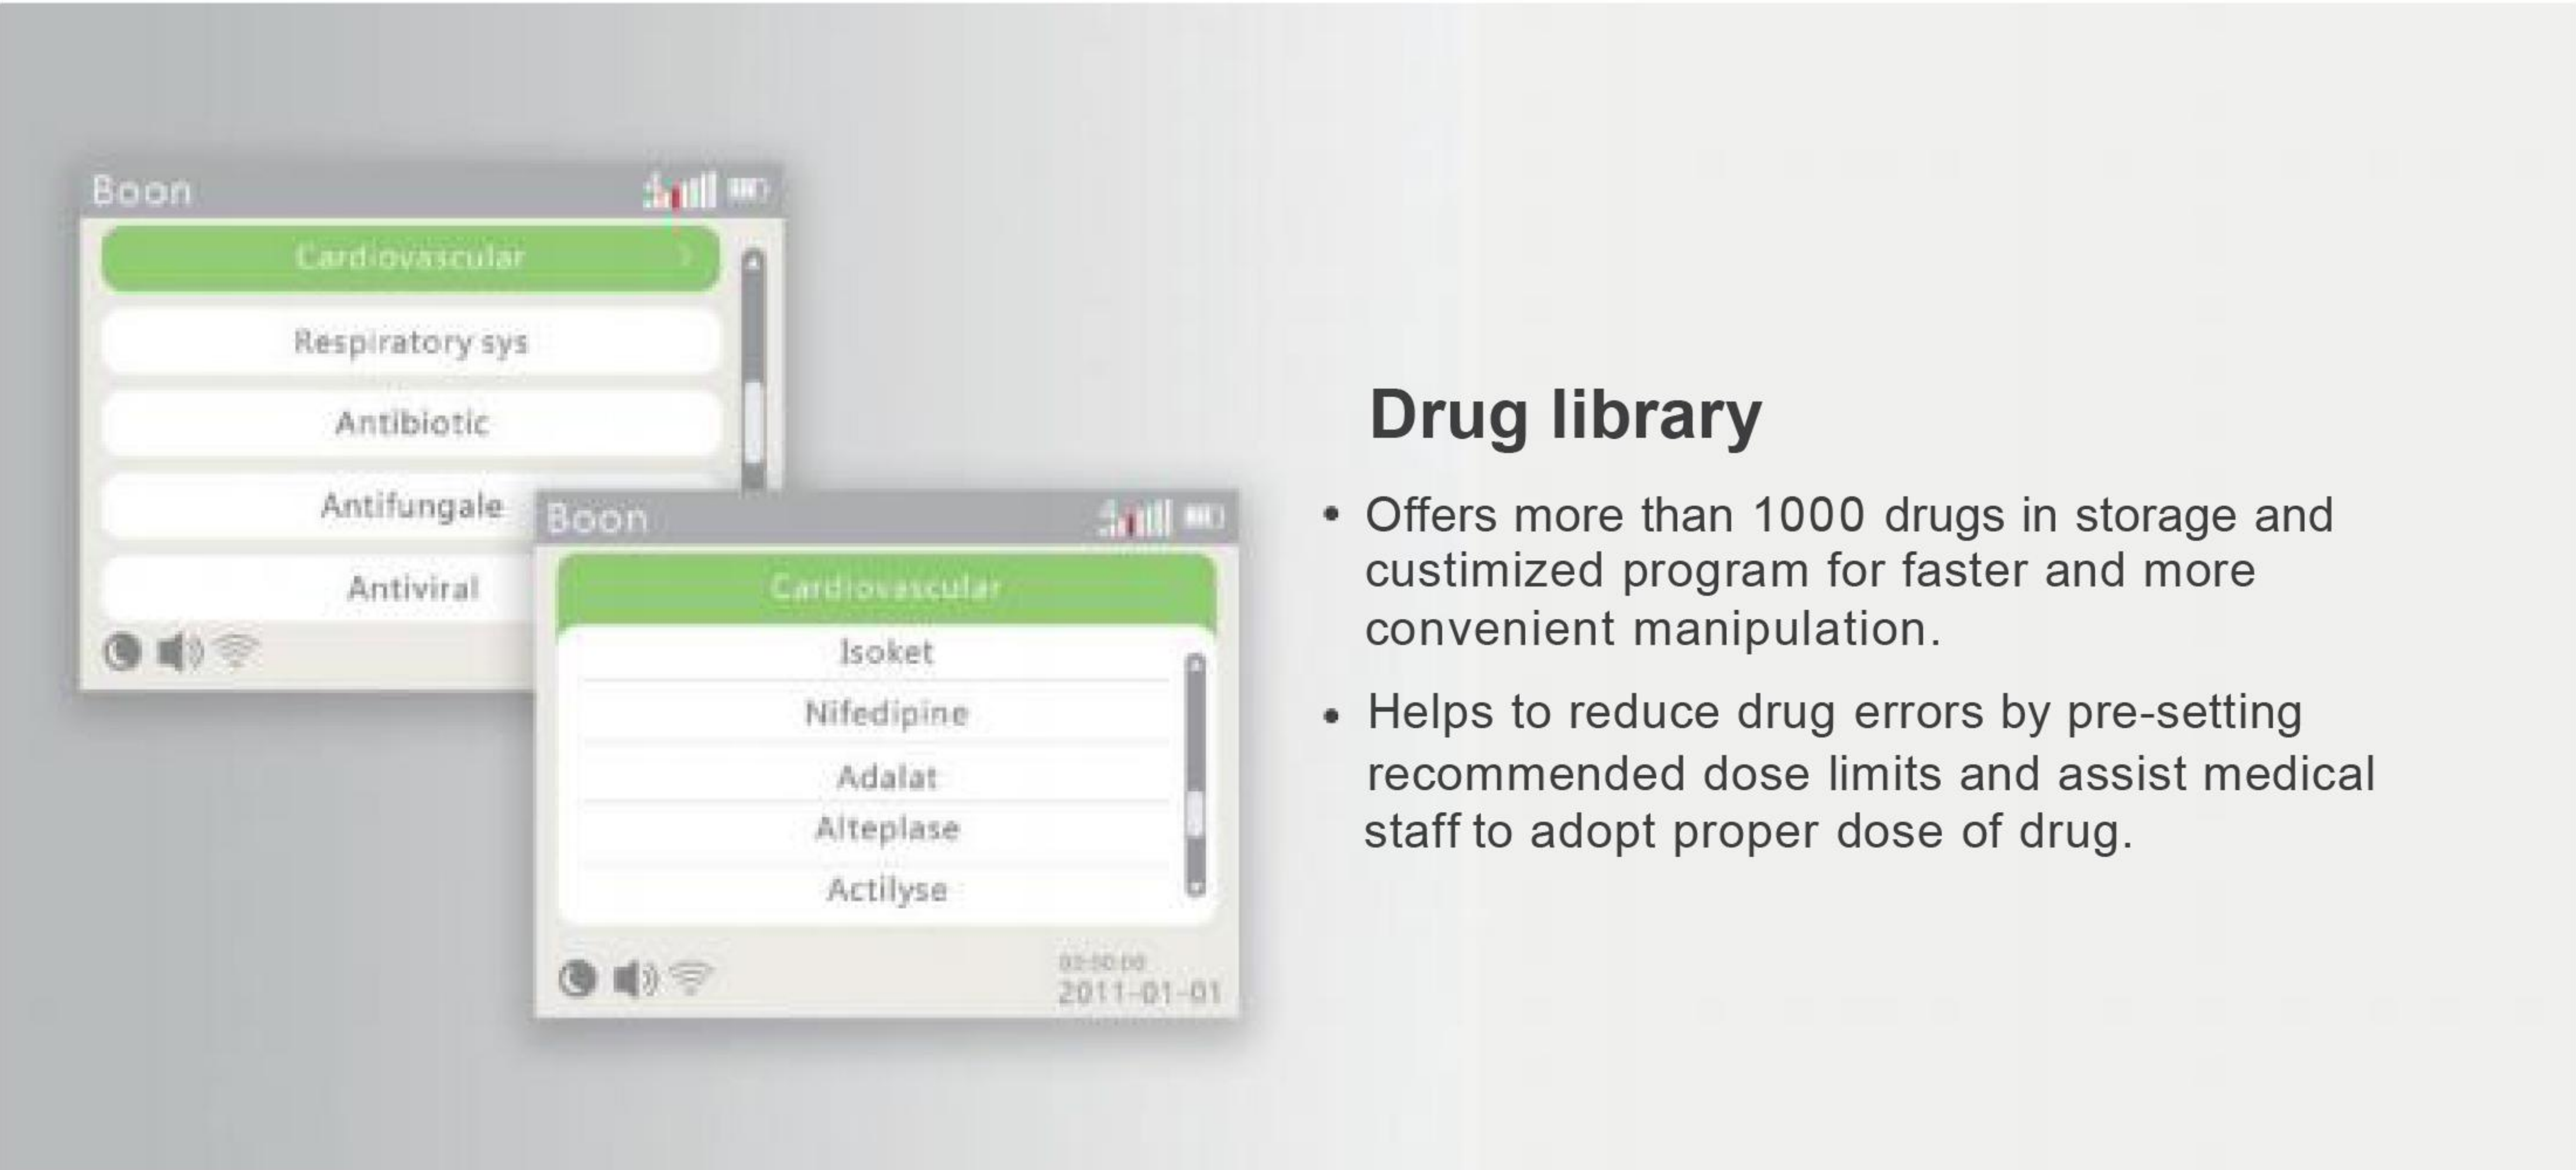 Boon
Cardiovascular
Respiratory sys
Antibiotic
Antifungale
Antiviral
Boon
Cardiovascular
Isoket
Nifedipine
Adalat
Alteplase
Actilyse
2011-01-01
Drug library
• Offers more than 1000 drugs in storage and
custimized program for faster and more
convenient manipulation.
• Helps to reduce drug errors by pre-setting
recommended dose limits and assist medical
staff to adopt proper dose of drug.